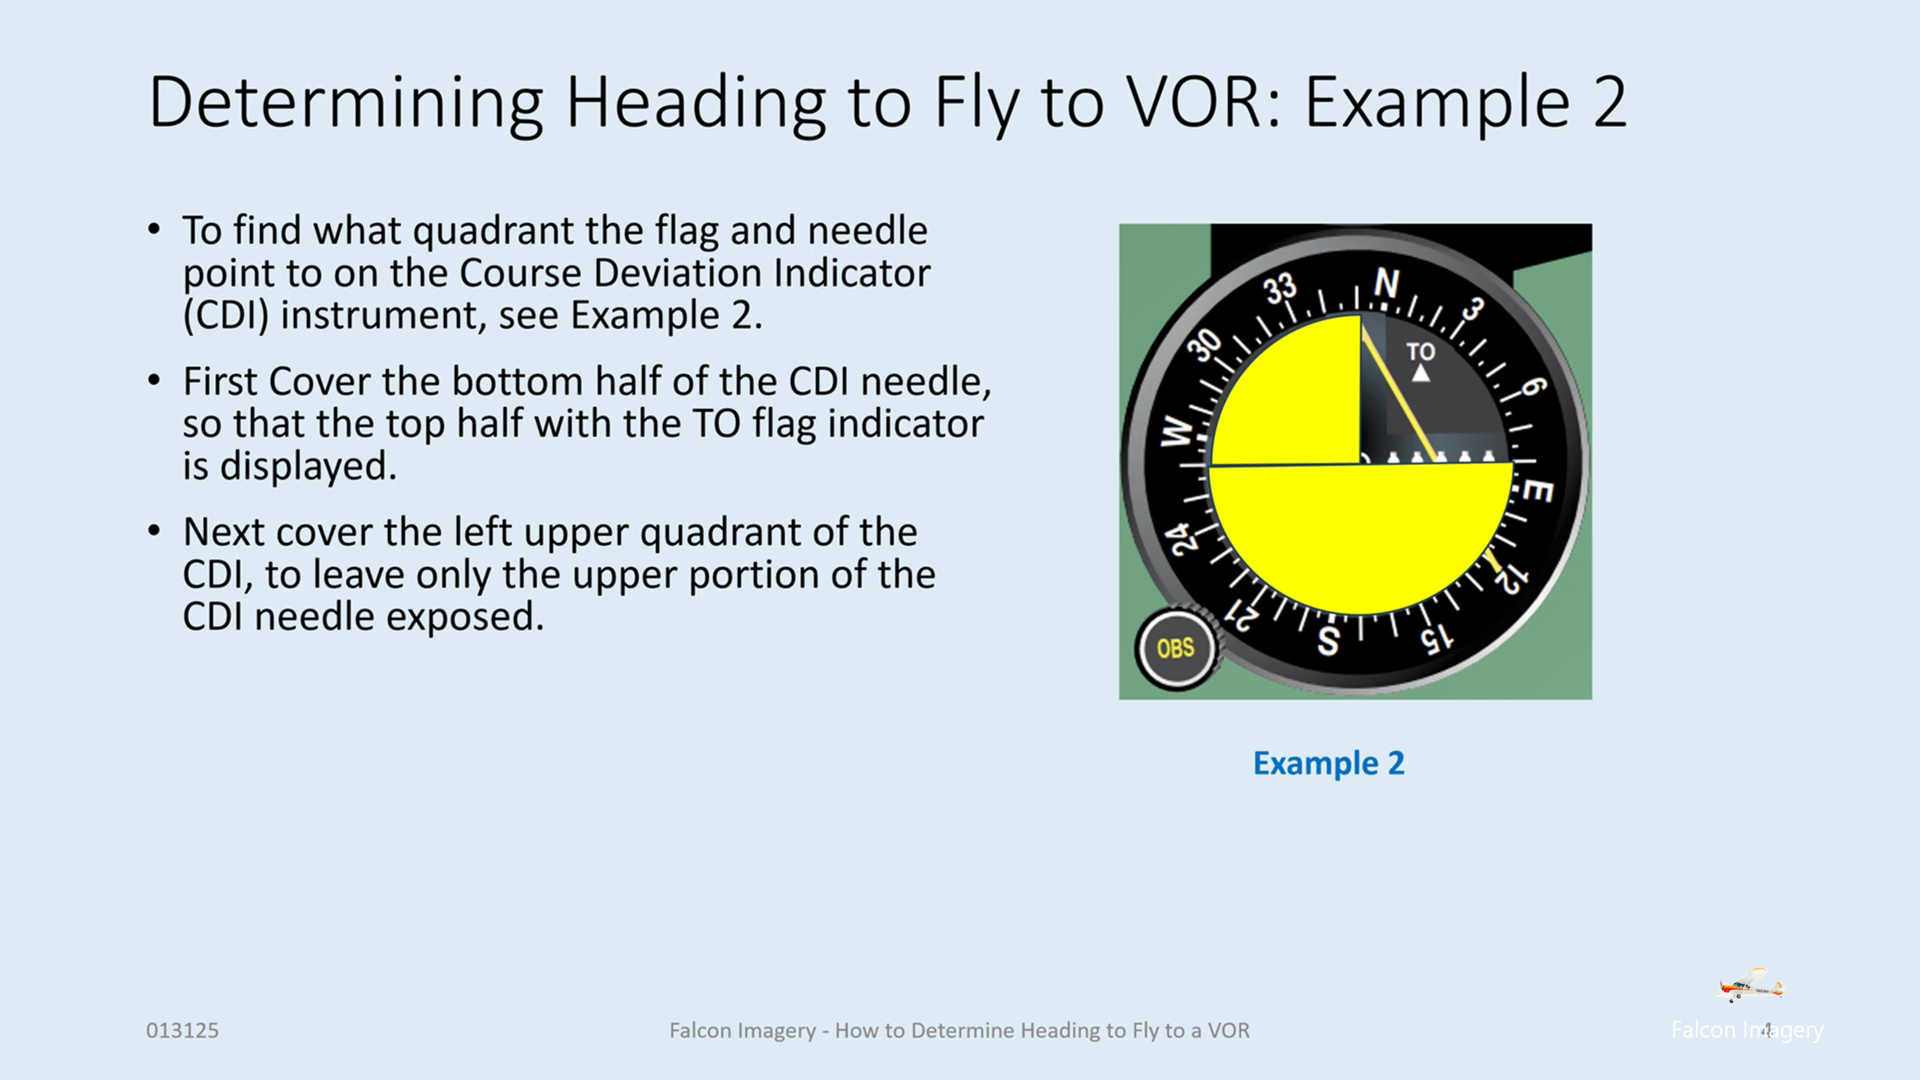 Determining Heading to Fly to VOR: Example 2
• To find what quadrant the flag and needle
point to on the Course Deviation Indicator
(CDI) instrument, see Example 2.
• First Cover the bottom half of the CDI needle,
so that the top half with the TO flag indicator
is displayed.
• Next cover the left upper quadrant of the
CDI, to leave only the upper portion of the
CDI needle exposed.
N
3
6
E
12
15
S
21
24
W
30
33
TO
OBS
Example 2
013125
Falcon Imagery - How to Determine Heading to Fly to a VOR
4
Falcon Imagery